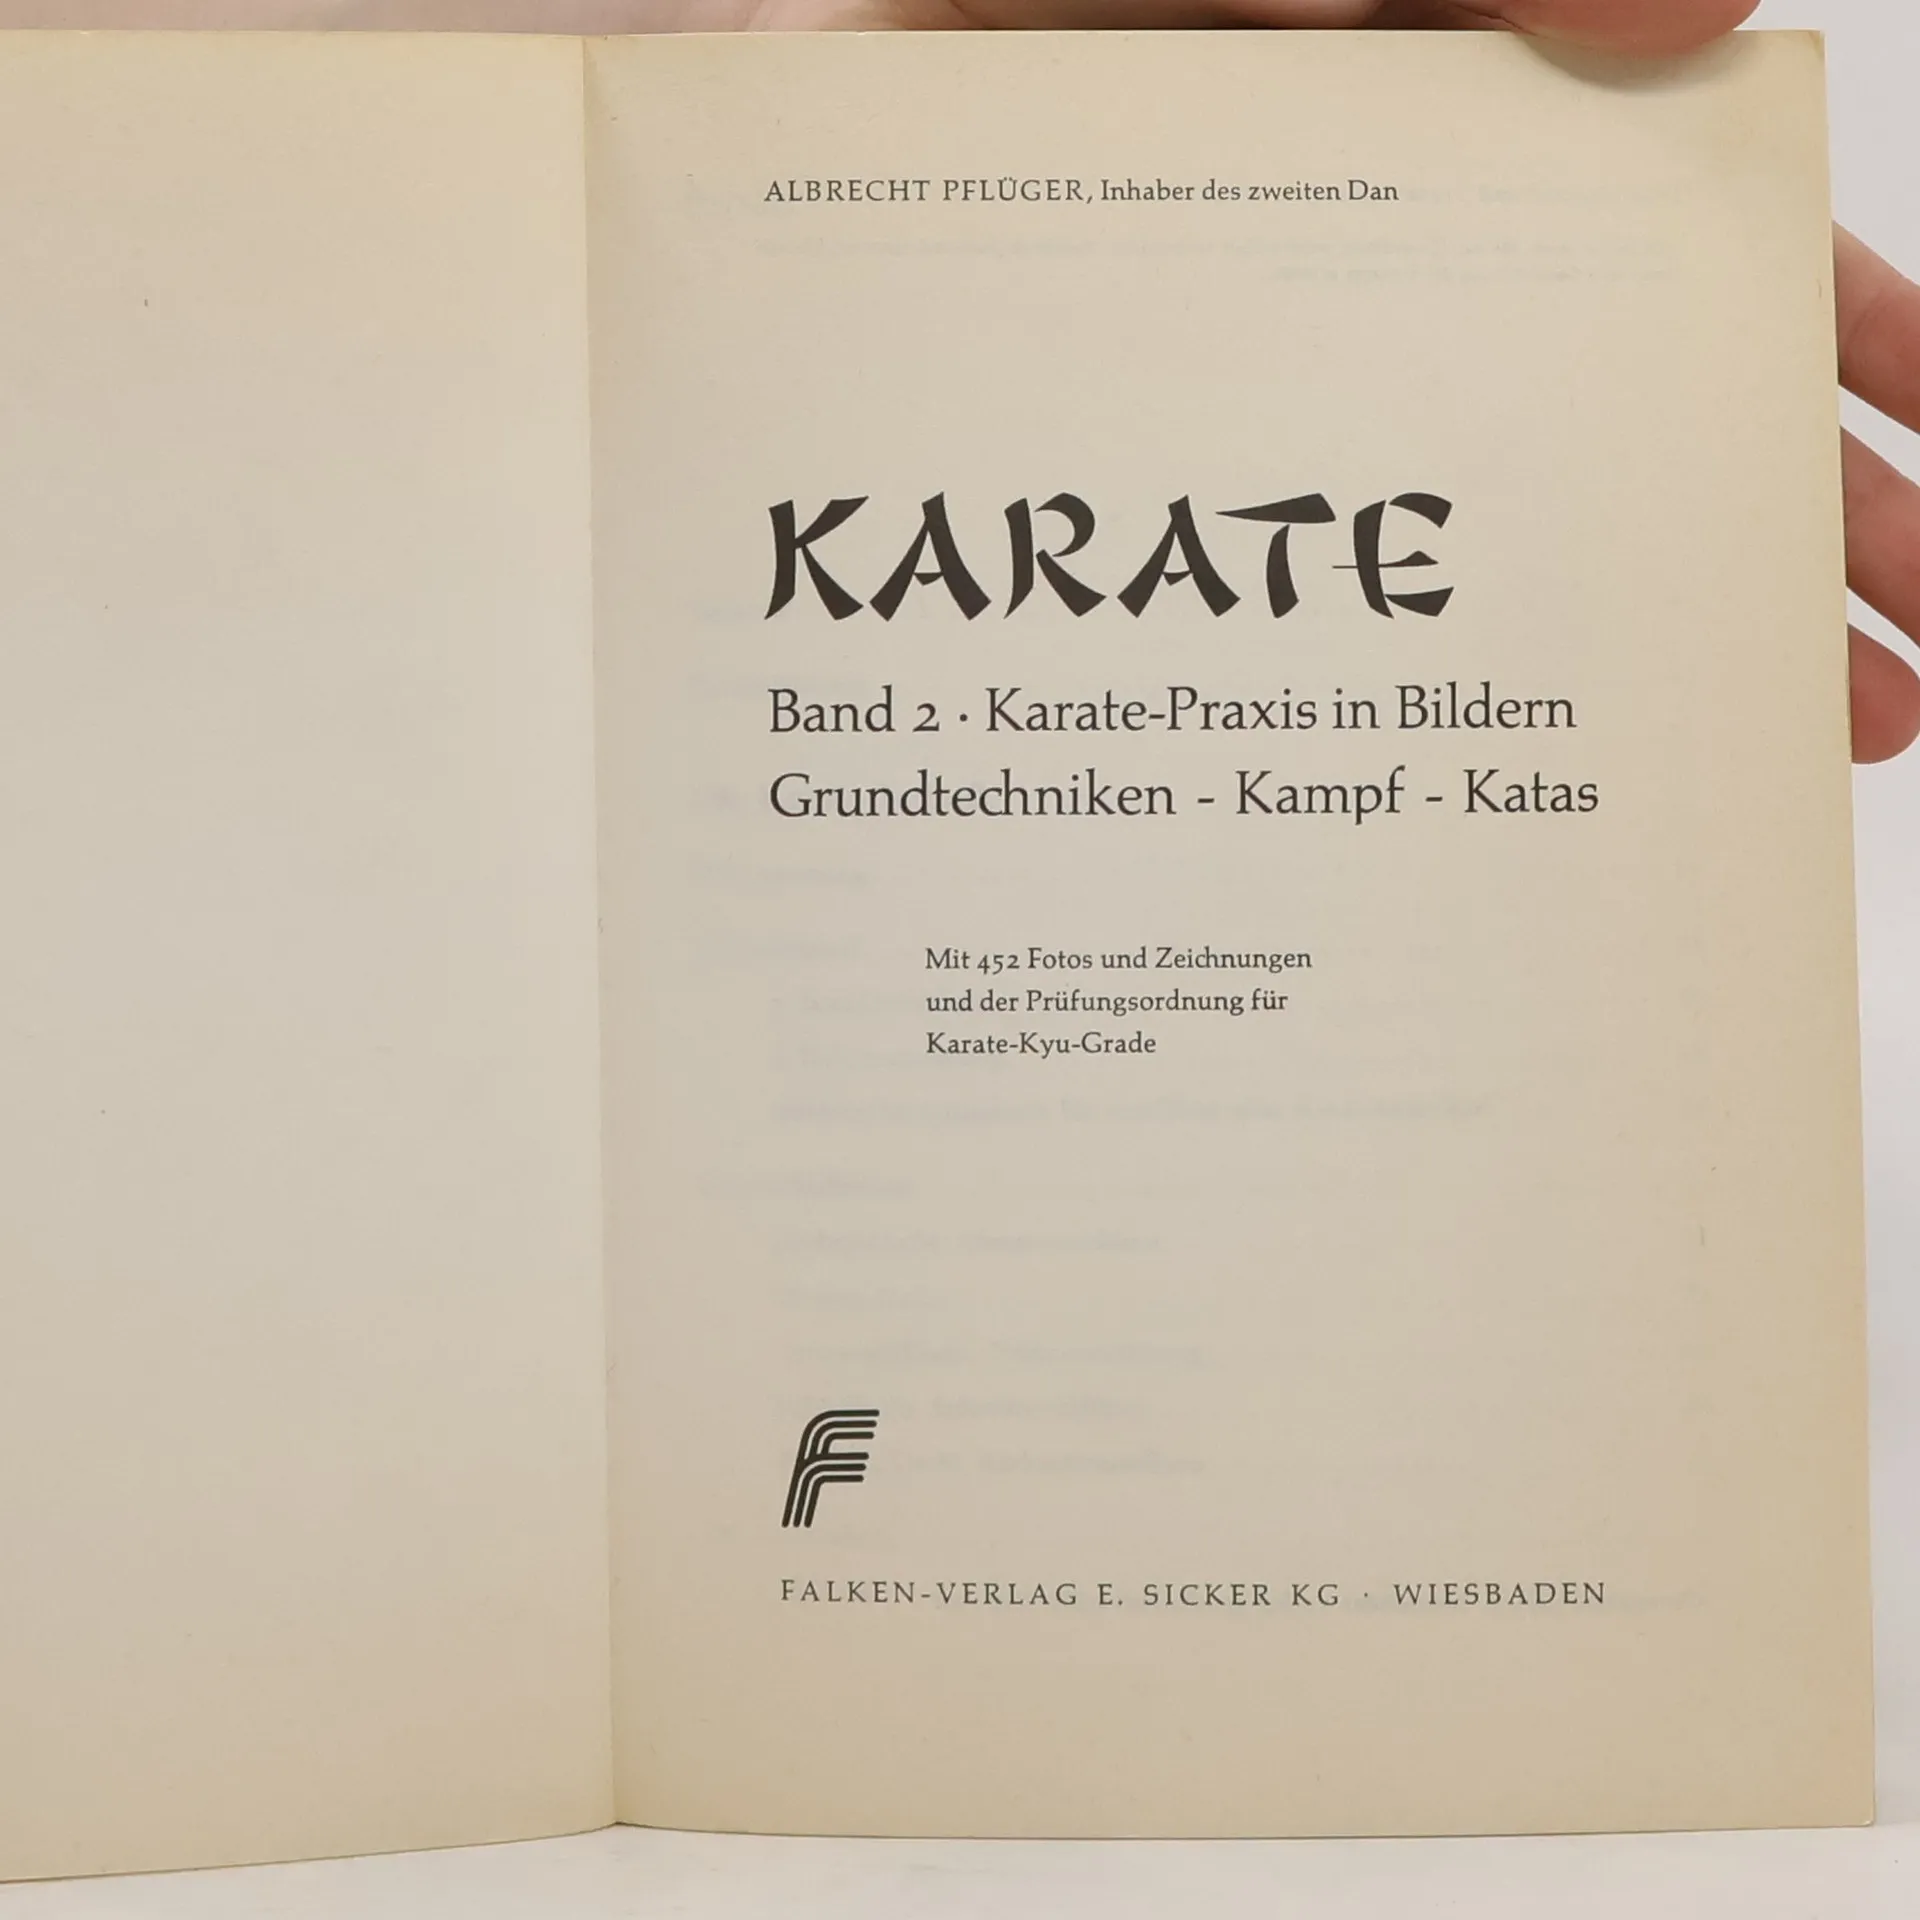 ALBRECHT PFLÜGER, Inhaber des zweiten Dan
KARATE
Band 2 · Karate-Praxis in Bildern
Grundtechniken - Kampf - Katas
Mit 452 Fotos und Zeichnungen
und der Prüfungsordnung für
Karate-Kyu-Grade
F
FALKEN-VERLAG E. SICKER KG · WIESBADEN